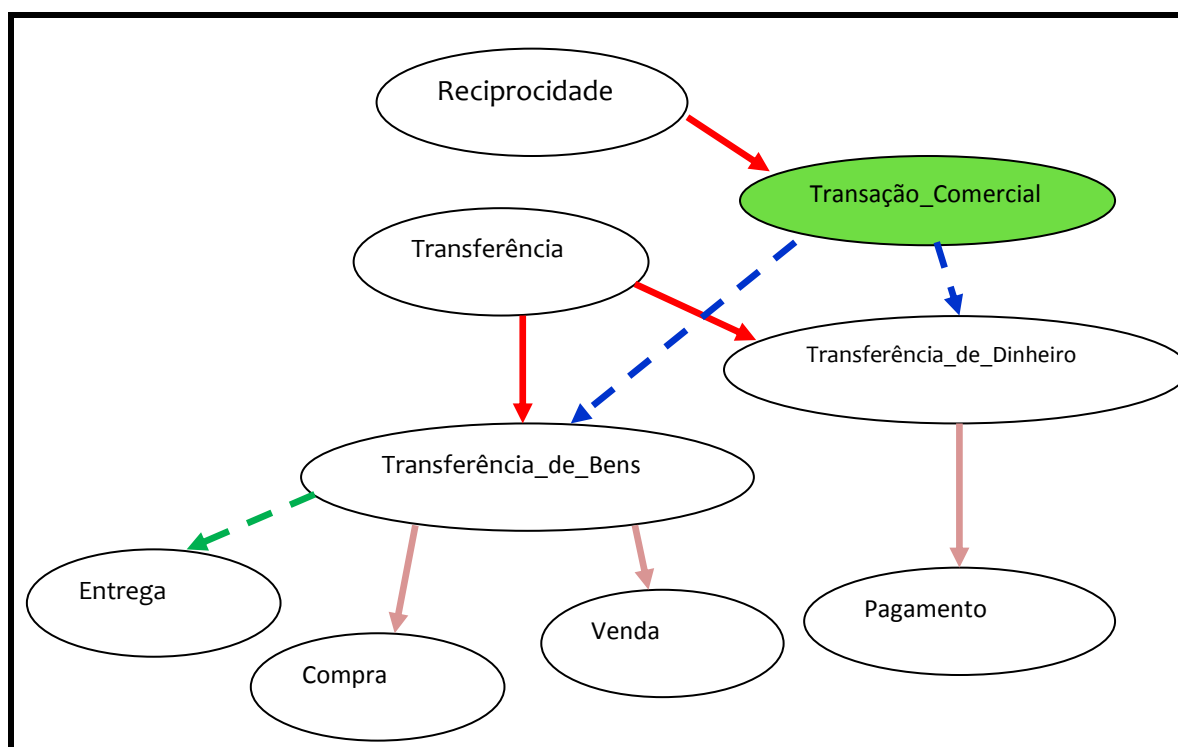 Reciprocidade
Transação_Comercial
Transferência
Transferência_de_Dinheiro
Transferência_de_Bens
Entrega
Compra
Venda
Pagamento